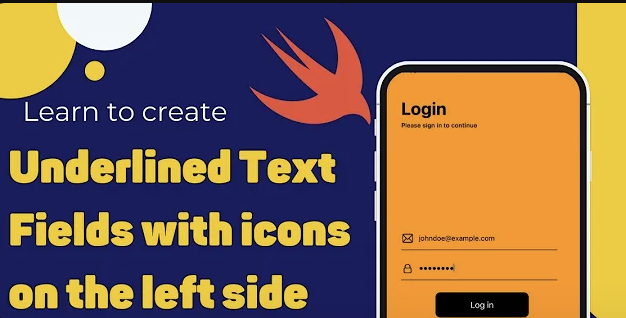 Learn to create
Underlined Text
Fields with icons
on the left side
Login
Please sign in to continue
johndoe@example.com
••••••••
Log in